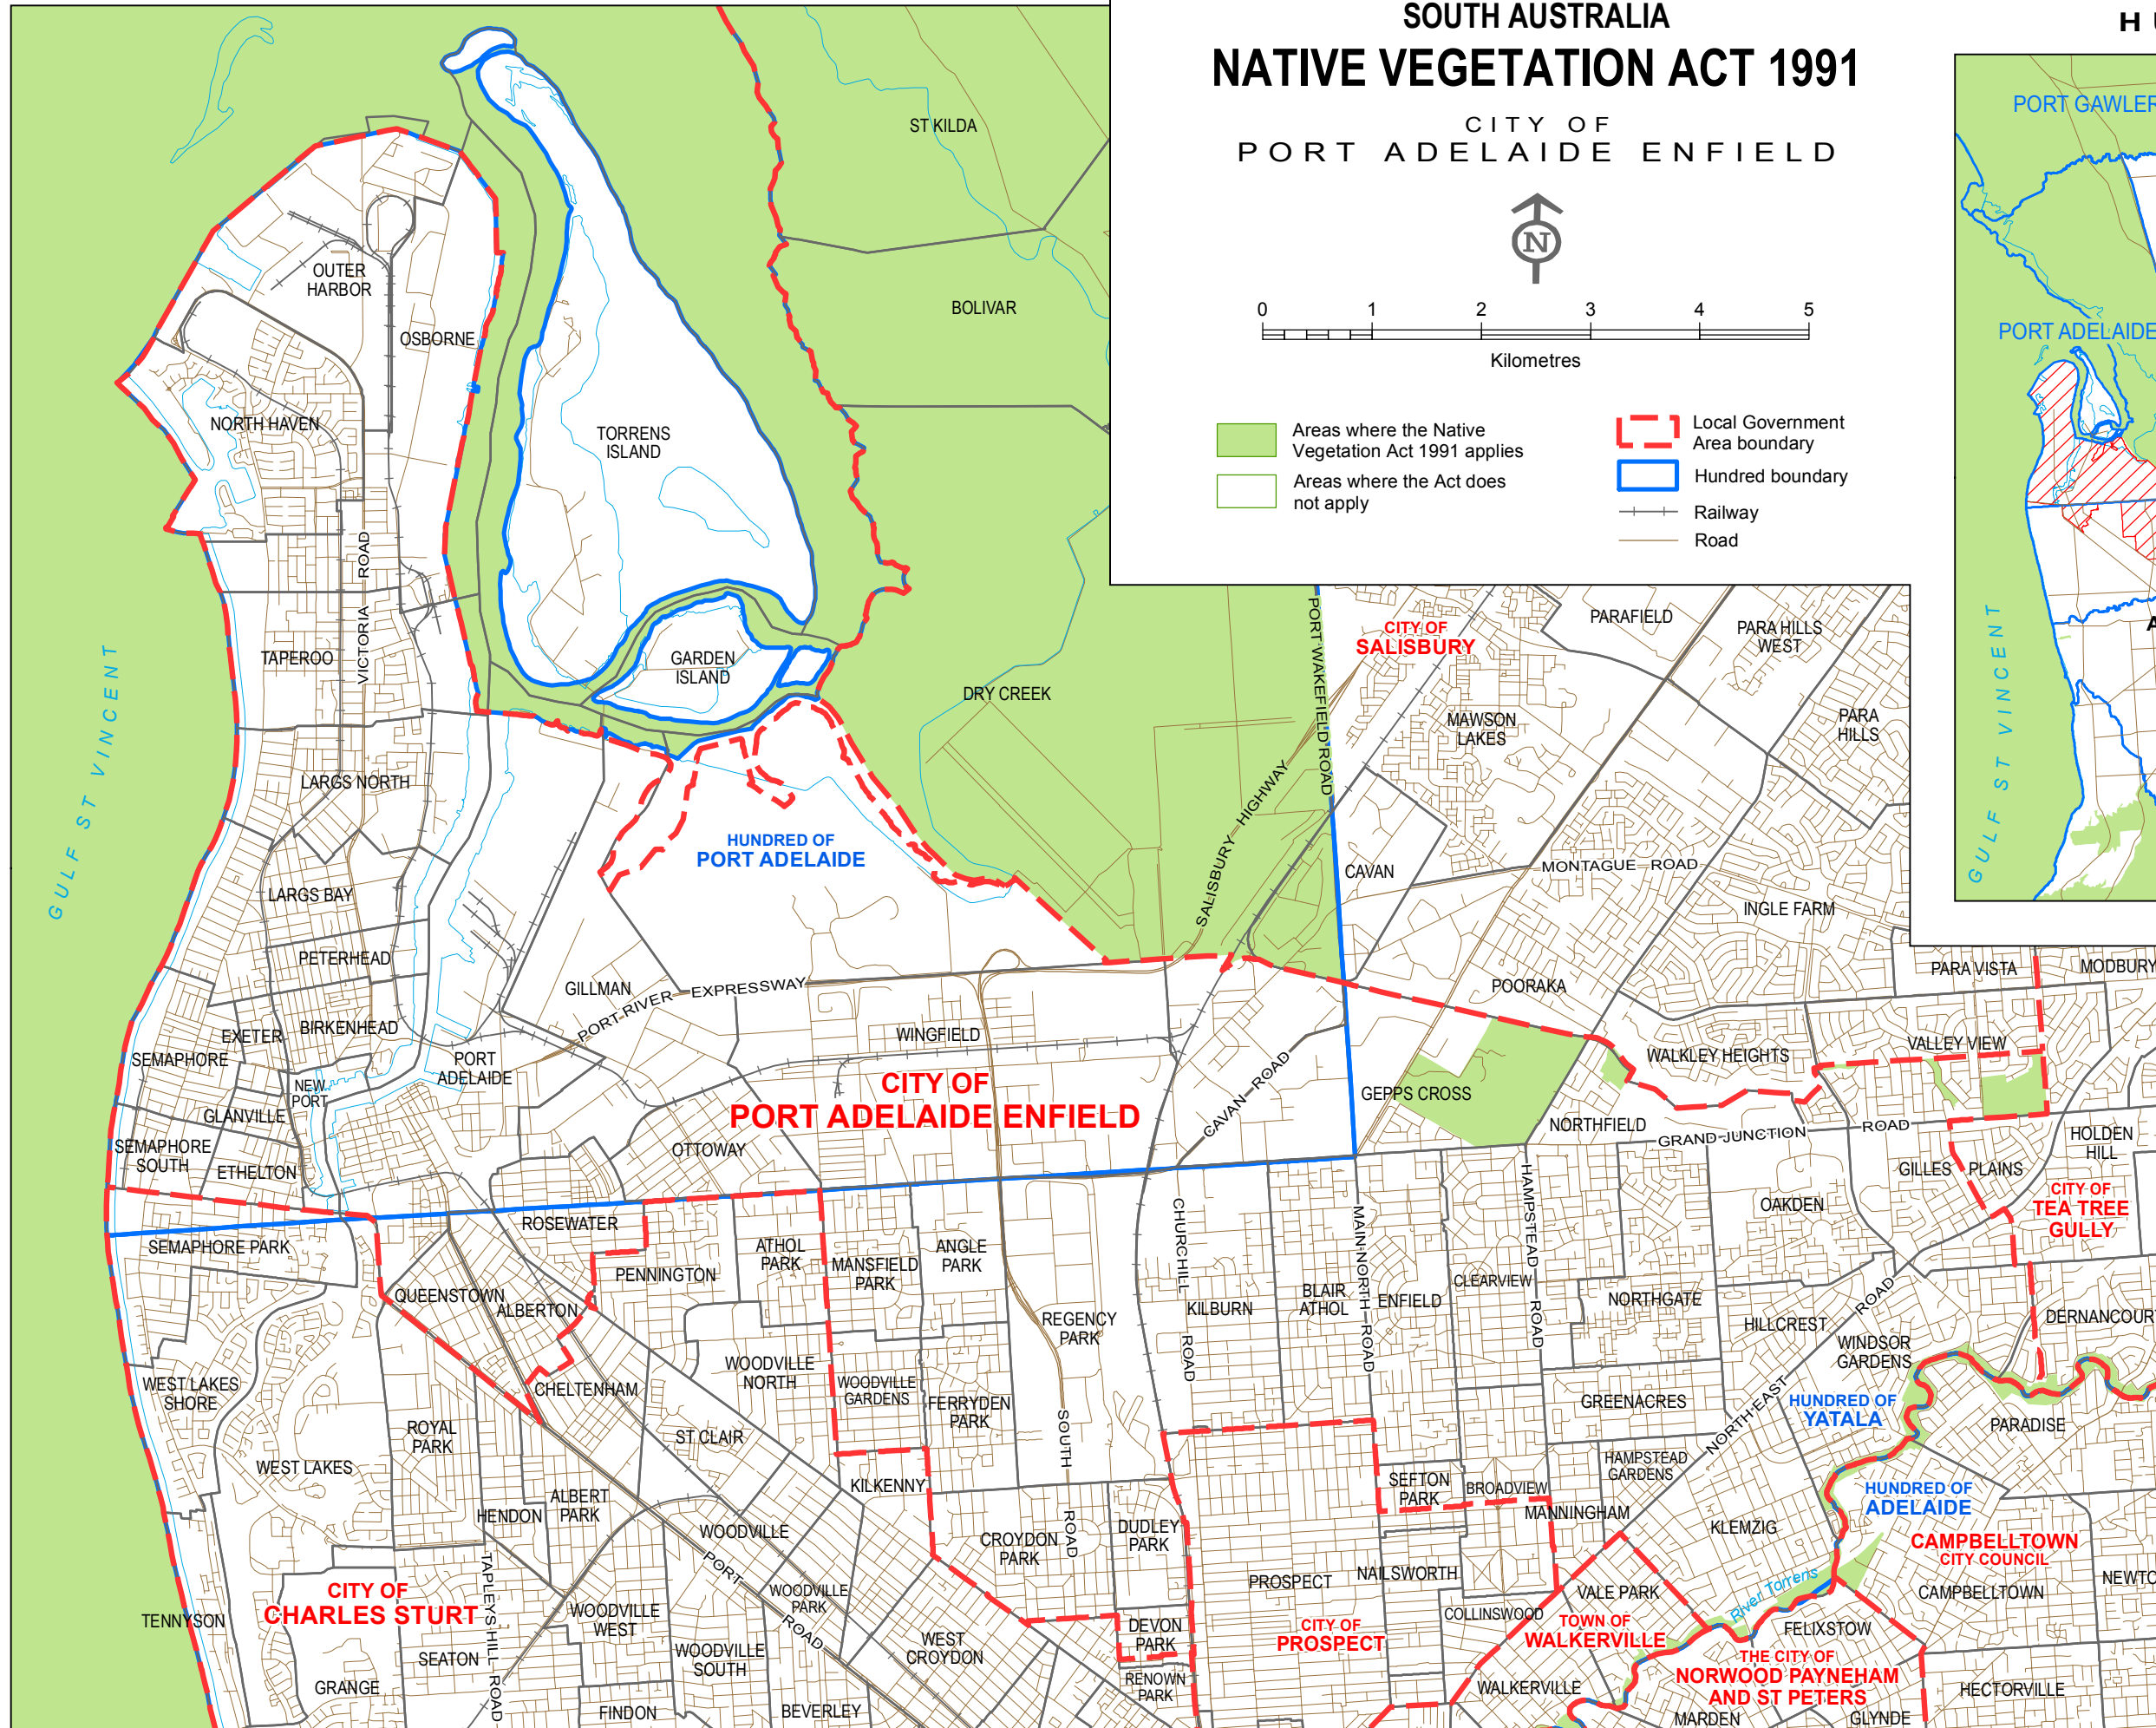 SOUTH AUSTRALIA
NATIVE VEGETATION ACT 1991
CITY OF
PORT ADELAIDE ENFIELD
N
0 1 2 3 4 5
Kilometres
Areas where the Native
Vegetation Act 1991 applies
Areas where the Act does
not apply
Local Government
Area boundary
Hundred boundary
Railway
Road
PORT ADELAIDE
GULF ST VINCENT
ST KILDA
BOLIVAR
OUTER
HARBOR
OSBORNE
NORTH HAVEN
TORRENS
ISLAND
VICTORIA ROAD
TAPEROO
GARDEN
ISLAND
DRY CREEK
GULF ST VINCENT
LARGS NORTH
HUNDRED OF
PORT ADELAIDE
LARGS BAY
PETERHEAD
GILLMAN
PORT RIVER EXPRESSWAY
SALISBURY HIGHWAY
PORT WAKEFIELD ROAD
CITY OF
SALISBURY
PARAFIELD
PARA HILLS
WEST
MAWSON
LAKES
PARA
HILLS
CAVAN
MONTAGUE ROAD
INGLE FARM
POORAKA
PARA VISTA
EXETER
BIRKENHEAD
SEMAPHORE
NEW
PORT
PORT
ADELAIDE
GLANVILLE
WINGFIELD
CITY OF
PORT ADELAIDE ENFIELD
CAVAN ROAD
GEPPS CROSS
WALKLEY HEIGHTS
VALLEY VIEW
SEMAPHORE
SOUTH
ETHELTON
OTTOWAY
NORTHFIELD
GRAND JUNCTION ROAD
HOLDEN
HILL
GILLES PLAINS
CITY OF
TEA TREE
GULLY
OAKDEN
ROSEWATER
SEMAPHORE PARK
PENNINGTON
ATHOL
PARK
MANSFIELD
PARK
ANGLE
PARK
CHURCHILL ROAD
MAIN NORTH ROAD
HAMPSTEAD ROAD
QUEENSTOWN
ALBERTON
REGENCY
PARK
KILBURN
BLAIR
ATHOL
ENFIELD
CLEARVIEW
NORTHGATE
HILLCREST
WINDSOR
GARDENS
WEST LAKES
SHORE
CHELTENHAM
WOODVILLE
NORTH
WOODVILLE
GARDENS
FERRYDEN
PARK
GREENACRES
NORTH EAST ROAD
HUNDRED OF
YATALA
PARADISE
ROYAL
PARK
ST CLAIR
WEST LAKES
SOUTH ROAD
HAMPSTEAD
GARDENS
SEFTON
PARK
BROADVIEW
MANNINGHAM
KLEMZIG
HUNDRED OF
ADELAIDE
KILKENNY
HENDON
ALBERT
PARK
WOODVILLE
CROYDON
PARK
DUDLEY
PARK
CAMPBELLTOWN
CITY COUNCIL
CAMPBELLTOWN
PORT ROAD
WOODVILLE
PARK
PROSPECT
NAILSWORTH
VALE PARK
River Torrens
CITY OF
CHARLES STURT
TAPLEYS HILL ROAD
TENNYSON
WOODVILLE
WEST
WOODVILLE
SOUTH
WEST
CROYDON
DEVON
PARK
RENOWN
PARK
CITY OF
PROSPECT
COLLINSWOOD
TOWN OF
WALKERVILLE
FELIXSTOW
THE CITY OF
NORWOOD PAYNEHAM
AND ST PETERS
SEATON
GRANGE
FINDON
BEVERLEY
WALKERVILLE
MARDEN
GLYNDE
HECTORVILLE